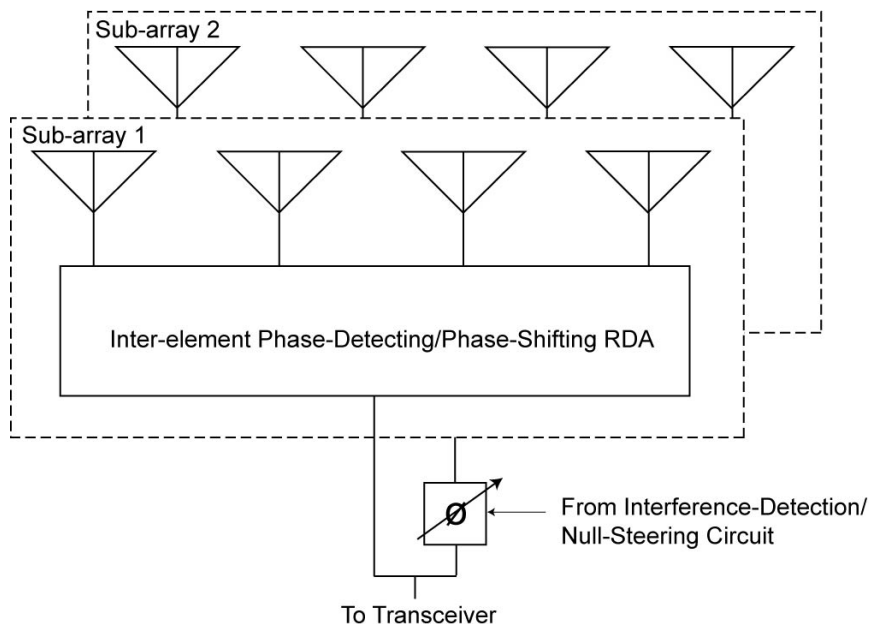 Sub-array 2
Sub-array 1
Inter-element Phase-Detecting/Phase-Shifting RDA
Ø
From Interference-Detection/
Null-Steering Circuit
To Transceiver